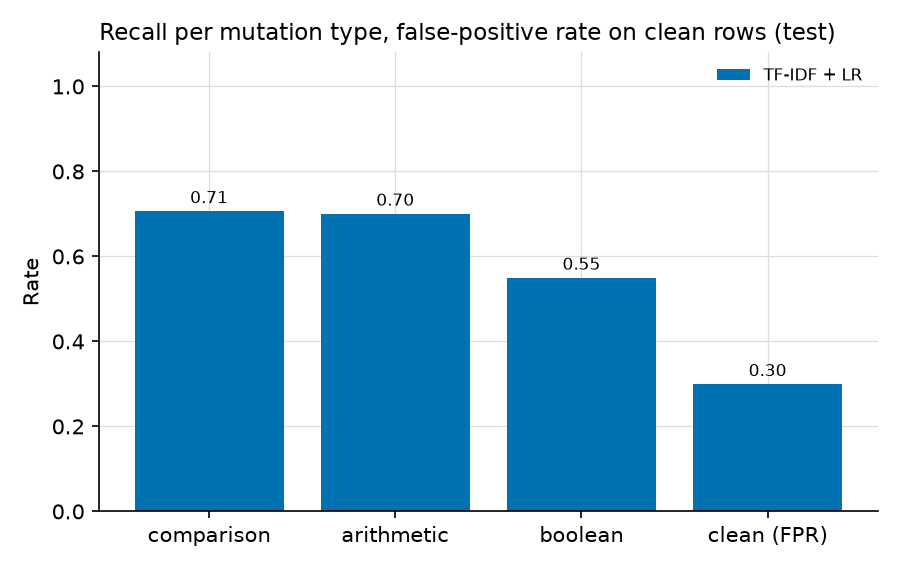 Recall per mutation type, false-positive rate on clean rows (test)
TF-IDF + LR
Rate
1.0
0.8
0.6
0.4
0.2
0.0
0.71
0.70
0.55
0.30
comparison
arithmetic
boolean
clean (FPR)